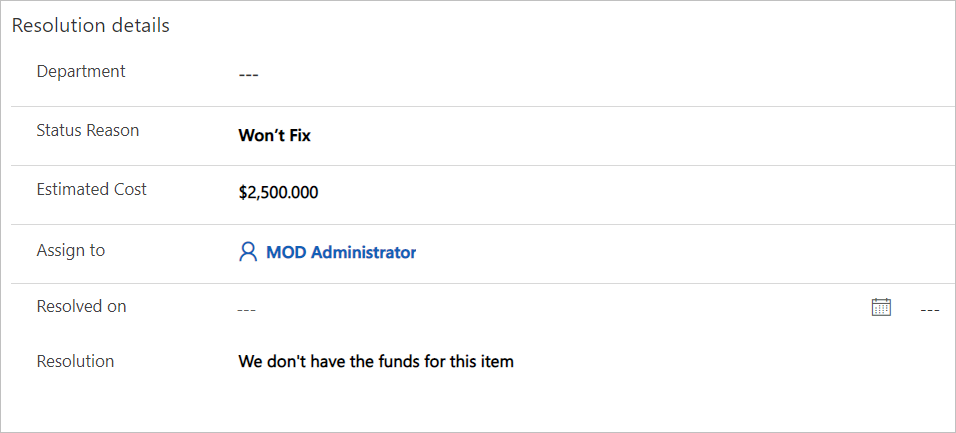 Resolution details
Department ---
Status Reason Won’t Fix
Estimated Cost $2,500.000
Assign to MOD Administrator
Resolved on --- ---
Resolution We don't have the funds for this item